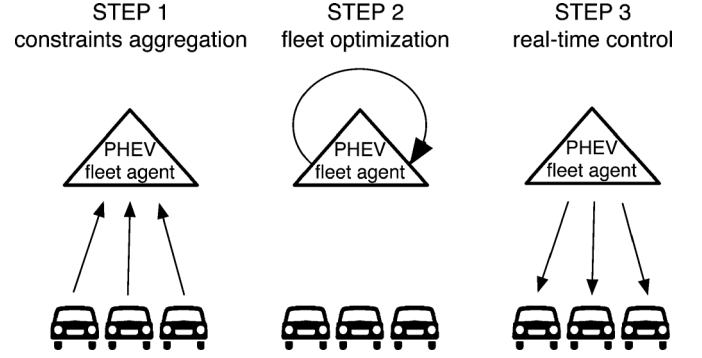 STEP 1
constraints aggregation
STEP 2
fleet optimization
STEP 3
real-time control
PHEV
fleet agent
PHEV
fleet agent
PHEV
fleet agent